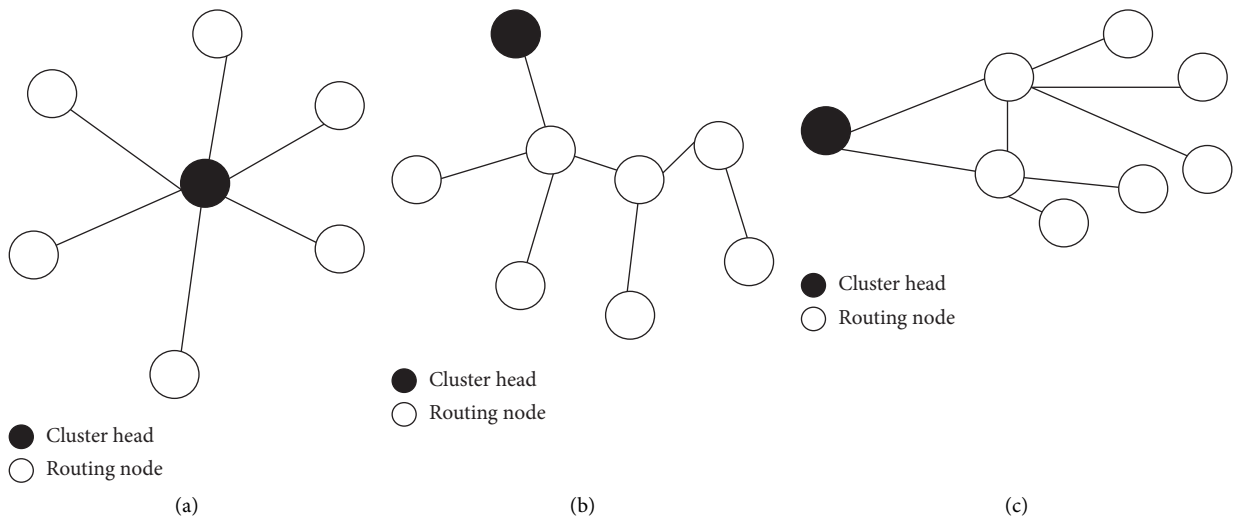 Cluster head
Routing node
(a)
Cluster head
Routing node
(b)
Cluster head
Routing node
(c)